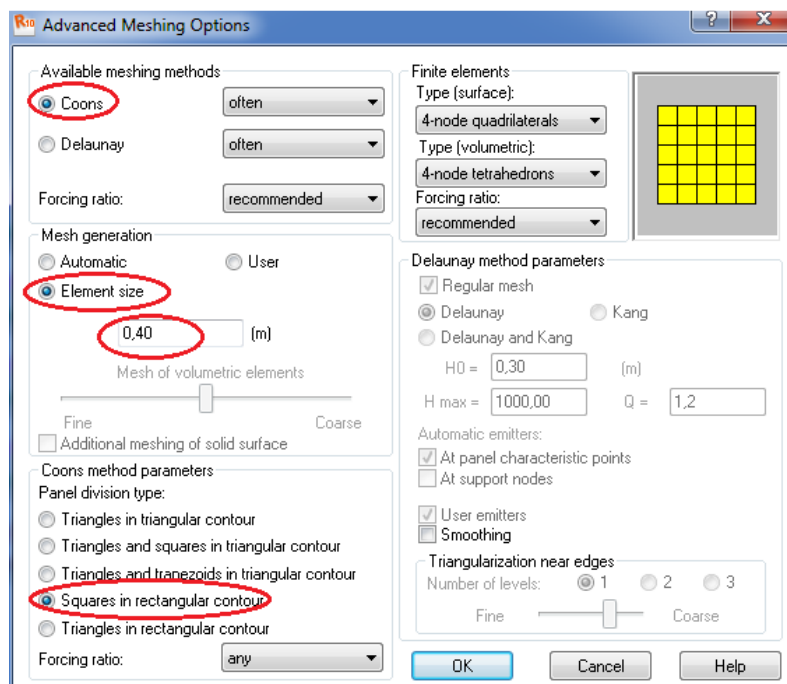 R10 Advanced Meshing Options
? X
Available meshing methods
Coons often
Delaunay often
Forcing ratio: recommended
Mesh generation
Automatic User
Element size
0,40 (m)
Mesh of volumetric elements
Fine Coarse
Additional meshing of solid surface
Coons method parameters
Panel division type:
Triangles in triangular contour
Triangles and squares in triangular contour
Triangles and trapezoids in triangular contour
Squares in rectangular contour
Triangles in rectangular contour
Forcing ratio: any
Finite elements
Type (surface):
4-node quadrilaterals
Type (volumetric):
4-node tetrahedrons
Forcing ratio:
recommended
Delaunay method parameters
Regular mesh
Delaunay Kang
Delaunay and Kang
H0 = 0,30 (m)
H max = 1000,00 Q = 1,2
Automatic emitters:
At panel characteristic points
At support nodes
User emitters
Smoothing
Triangularization near edges
Number of levels: 1 2 3
Fine Coarse
OK Cancel Help